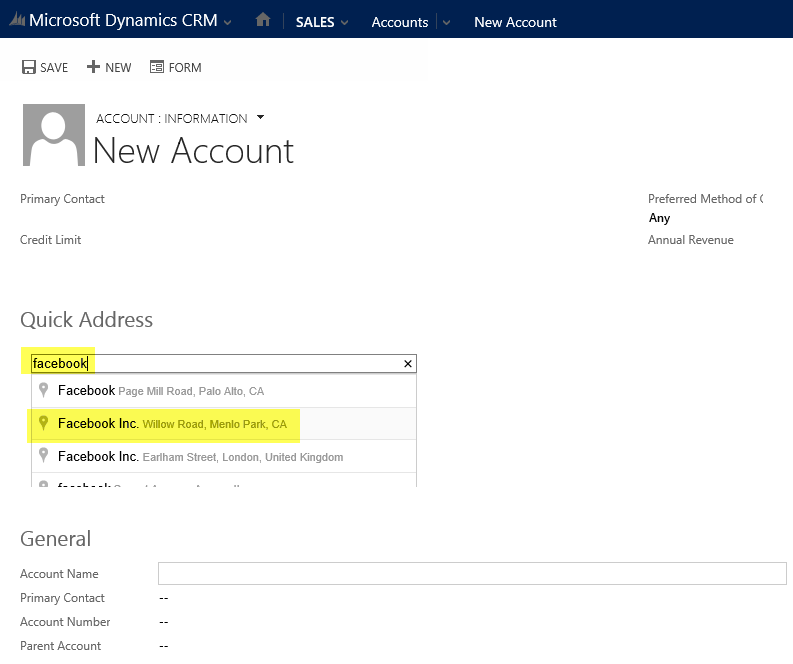 Microsoft Dynamics CRM SALES Accounts New Account
SAVE NEW FORM
ACCOUNT : INFORMATION
New Account
Primary Contact Preferred Method of
Any
Credit Limit Annual Revenue
Quick Address
facebook
Facebook Page Mill Road, Palo Alto, CA
Facebook Inc. Willow Road, Menlo Park, CA
Facebook Inc. Earlham Street, London, United Kingdom
facebook
General
Account Name
Primary Contact --
Account Number --
Parent Account --